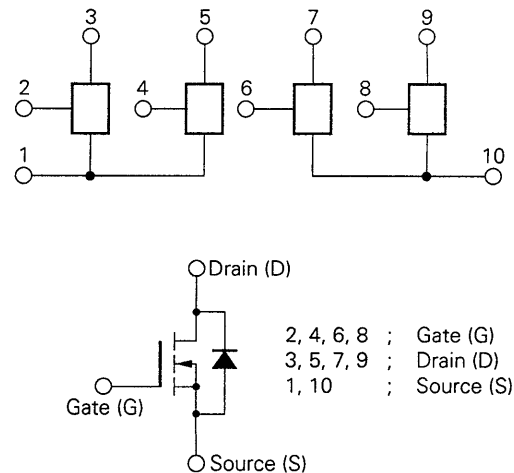 3 5 7 9
2 4 6 8
1 10
Drain (D)
2, 4, 6, 8 ; Gate (G)
3, 5, 7, 9 ; Drain (D)
1, 10 ; Source (S)
Gate (G)
Source (S)